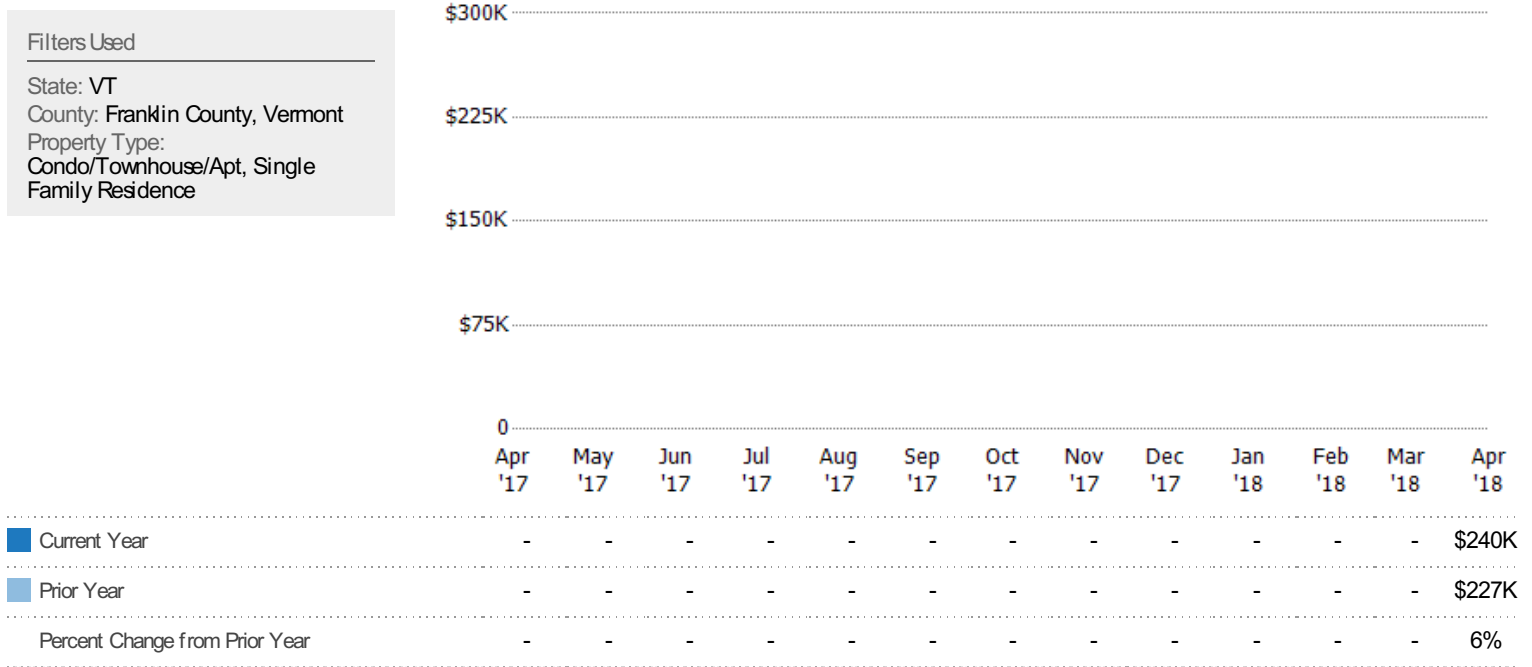 Filters Used
State: VT
County: Franklin County, Vermont
Property Type:
Condo/Townhouse/Apt, Single
Family Residence
$300K
$225K
$150K
$75K
0
Apr May Jun Jul Aug Sep Oct Nov Dec Jan Feb Mar Apr
'17 '17 '17 '17 '17 '17 '17 '17 '17 '18 '18 '18 '18
Current Year - - - - - - - - - - - - $240K
Prior Year - - - - - - - - - - - - $227K
Percent Change from Prior Year - - - - - - - - - - - - 6%